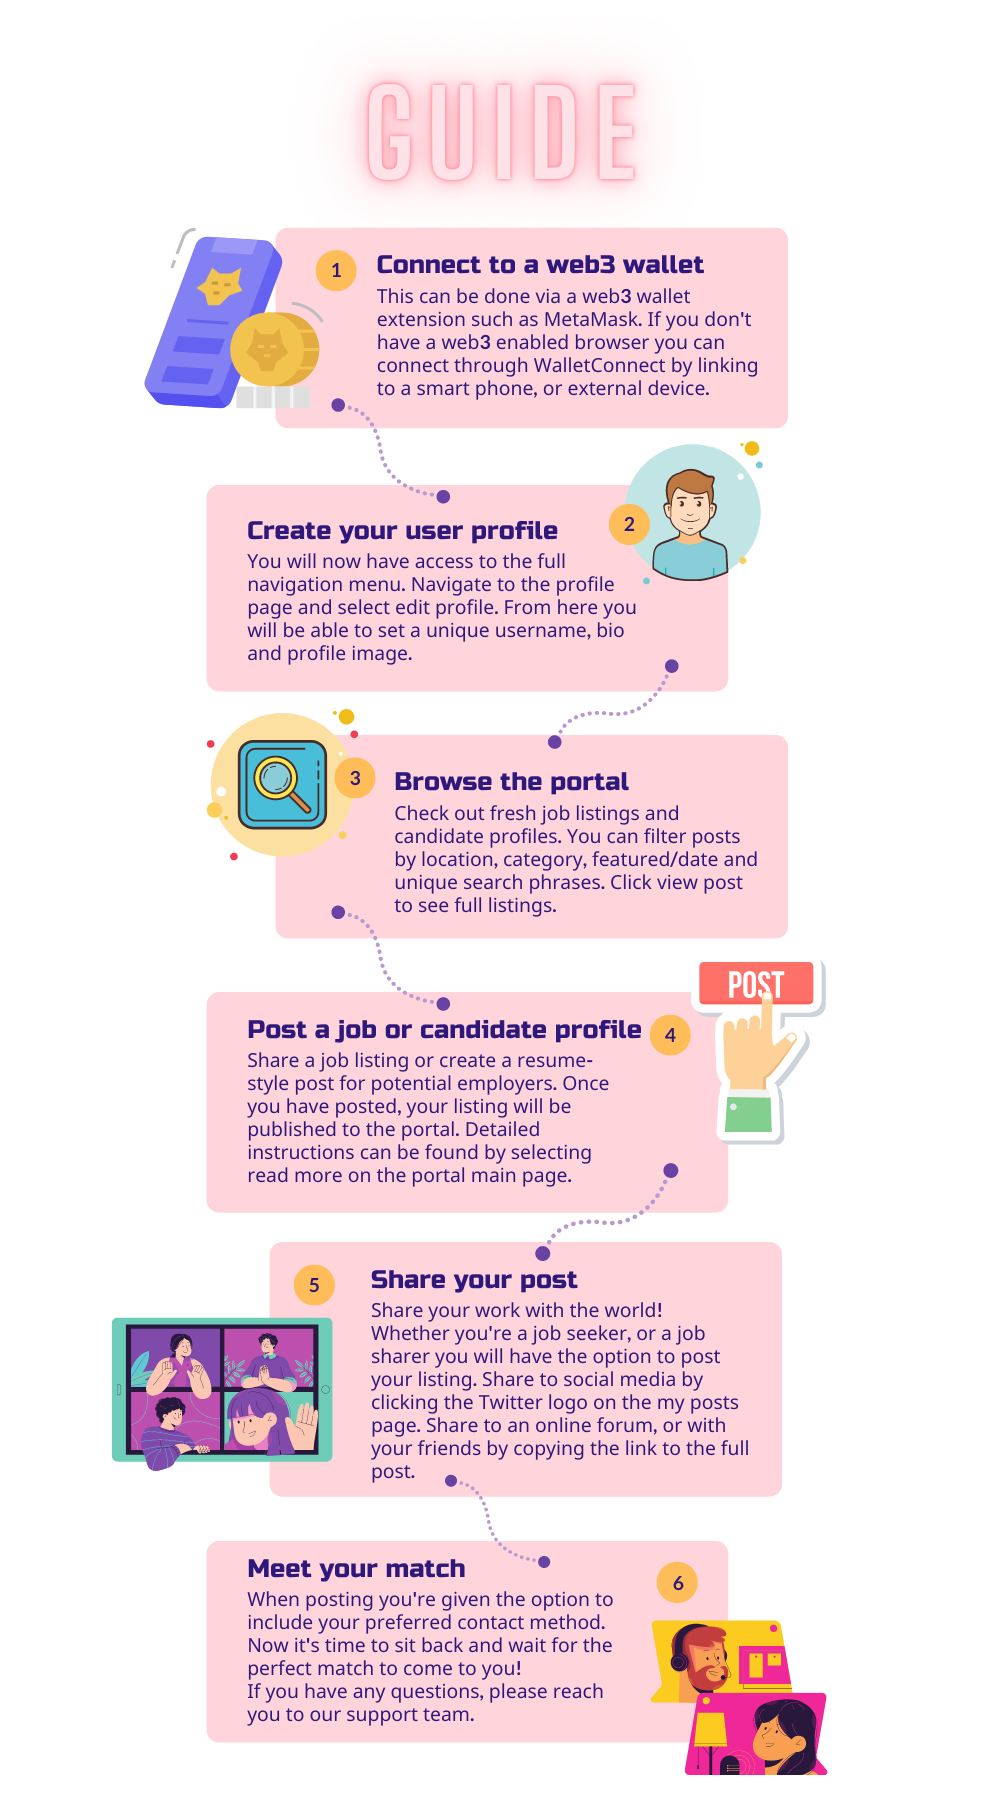 GUIDE
1
Connect to a web3 wallet
This can be done via a web3 wallet
extension such as MetaMask. If you don't
have a web3 enabled browser you can
connect through WalletConnect by linking
to a smart phone, or external device.
2
Create your user profile
You will now have access to the full
navigation menu. Navigate to the profile
page and select edit profile. From here you
will be able to set a unique username, bio
and profile image.
3
Browse the portal
Check out fresh job listings and
candidate profiles. You can filter posts
by location, category, featured/date and
unique search phrases. Click view post
to see full listings.
POST
Post a job or candidate profile
4
Share a job listing or create a resume-
style post for potential employers. Once
you have posted, your listing will be
published to the portal. Detailed
instructions can be found by selecting
read more on the portal main page.
5
Share your post
Share your work with the world!
Whether you're a job seeker, or a job
sharer you will have the option to post
your listing. Share to social media by
clicking the Twitter logo on the my posts
page. Share to an online forum, or with
your friends by copying the link to the full
post.
Meet your match
6
When posting you're given the option to
include your preferred contact method.
Now it's time to sit back and wait for the
perfect match to come to you!
If you have any questions, please reach
you to our support team.